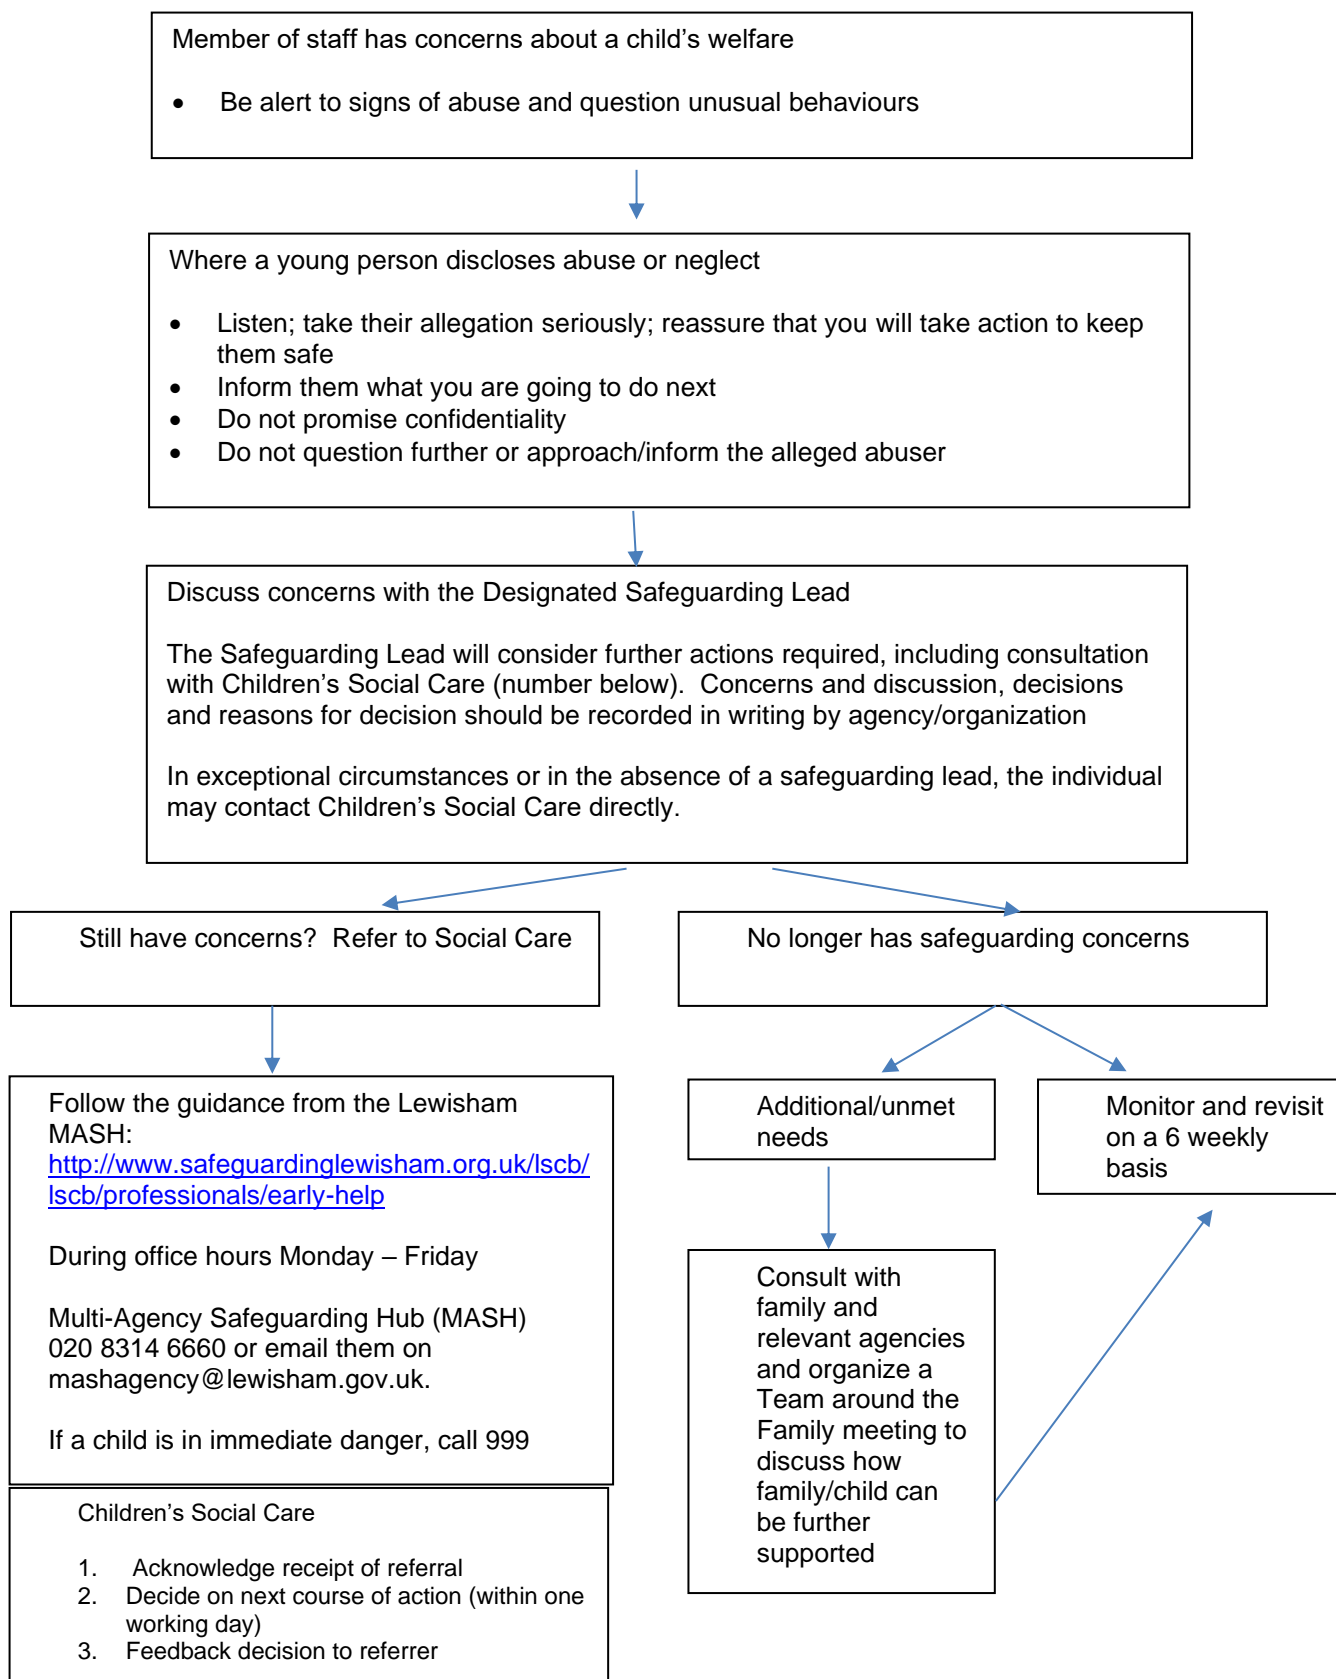 Member of staff has concerns about a child’s welfare
• Be alert to signs of abuse and question unusual behaviours
Where a young person discloses abuse or neglect
• Listen; take their allegation seriously; reassure that you will take action to keep
them safe
• Inform them what you are going to do next
• Do not promise confidentiality
• Do not question further or approach/inform the alleged abuser
Discuss concerns with the Designated Safeguarding Lead
The Safeguarding Lead will consider further actions required, including consultation
with Children’s Social Care (number below).  Concerns and discussion, decisions
and reasons for decision should be recorded in writing by agency/organization
In exceptional circumstances or in the absence of a safeguarding lead, the individual
may contact Children’s Social Care directly.
Still have concerns?  Refer to Social Care
No longer has safeguarding concerns
Follow the guidance from the Lewisham
MASH:
http://www.safeguardinglewisham.org.uk/lscb/
lscb/professionals/early-help
During office hours Monday – Friday
Multi-Agency Safeguarding Hub (MASH)
020 8314 6660 or email them on
mashagency@lewisham.gov.uk.
If a child is in immediate danger, call 999
Children’s Social Care
1. Acknowledge receipt of referral
2. Decide on next course of action (within one
working day)
3. Feedback decision to referrer
Additional/unmet
needs
Monitor and revisit
on a 6 weekly
basis
Consult with
family and
relevant agencies
and organize a
Team around the
Family meeting to
discuss how
family/child can
be further
supported